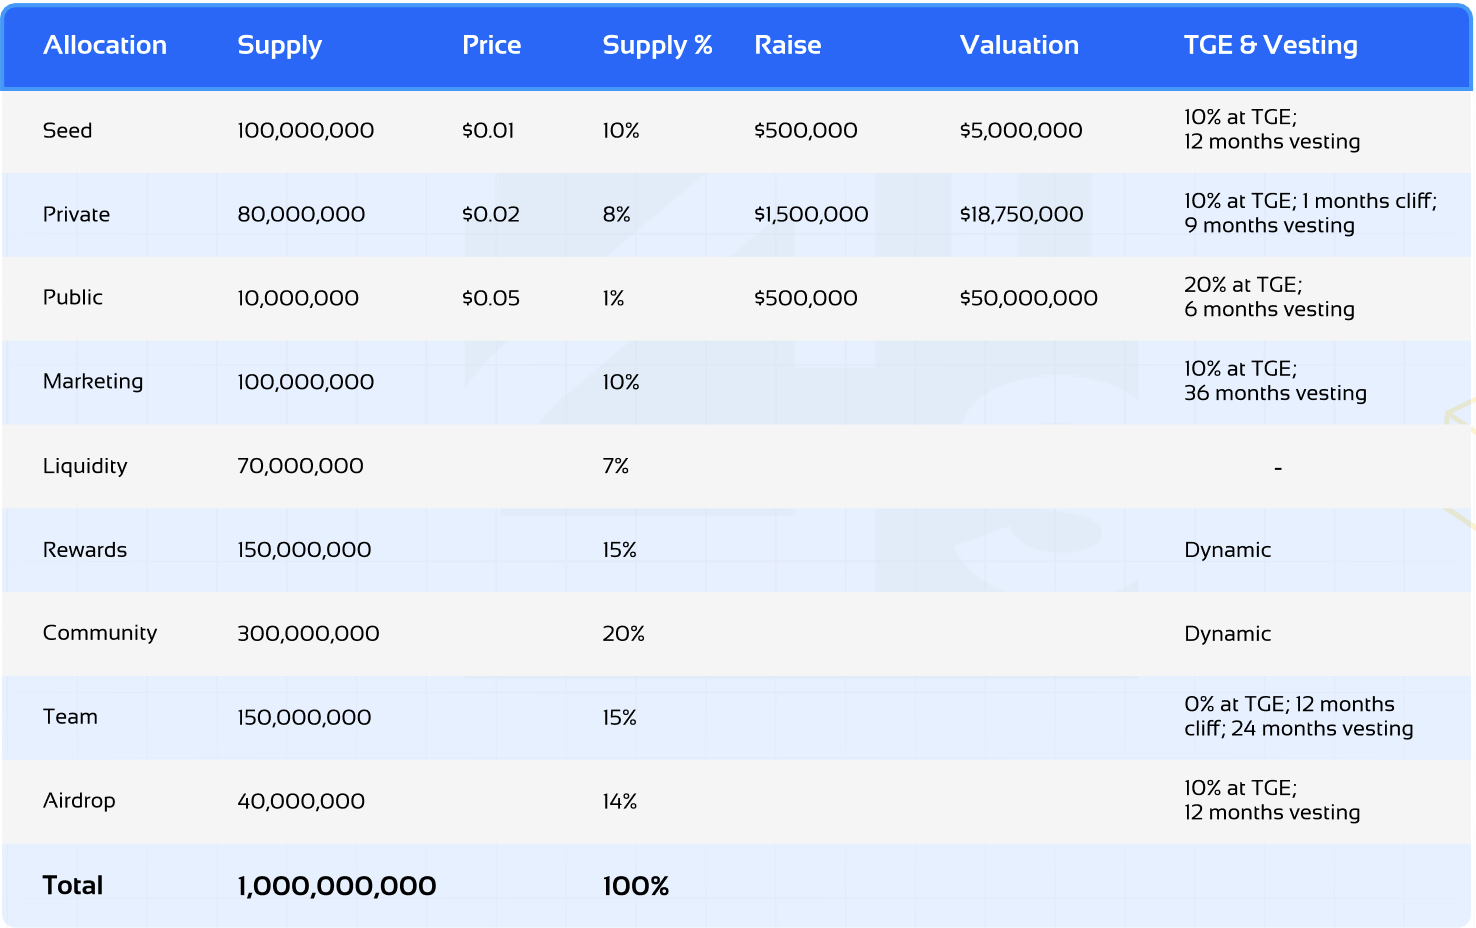 Allocation Supply Price Supply % Raise Valuation TGE & Vesting
Seed 100,000,000 $0.01 10% $500,000 $5,000,000 10% at TGE;
12 months vesting
Private 80,000,000 $0.02 8% $1,500,000 $18,750,000 10% at TGE; 1 months cliff;
9 months vesting
Public 10,000,000 $0.05 1% $500,000 $50,000,000 20% at TGE;
6 months vesting
Marketing 100,000,000 10% 10% at TGE;
36 months vesting
Liquidity 70,000,000 7% -
Rewards 150,000,000 15% Dynamic
Community 300,000,000 20% Dynamic
Team 150,000,000 15% 0% at TGE; 12 months
cliff; 24 months vesting
Airdrop 40,000,000 14% 10% at TGE;
12 months vesting
Total 1,000,000,000 100%